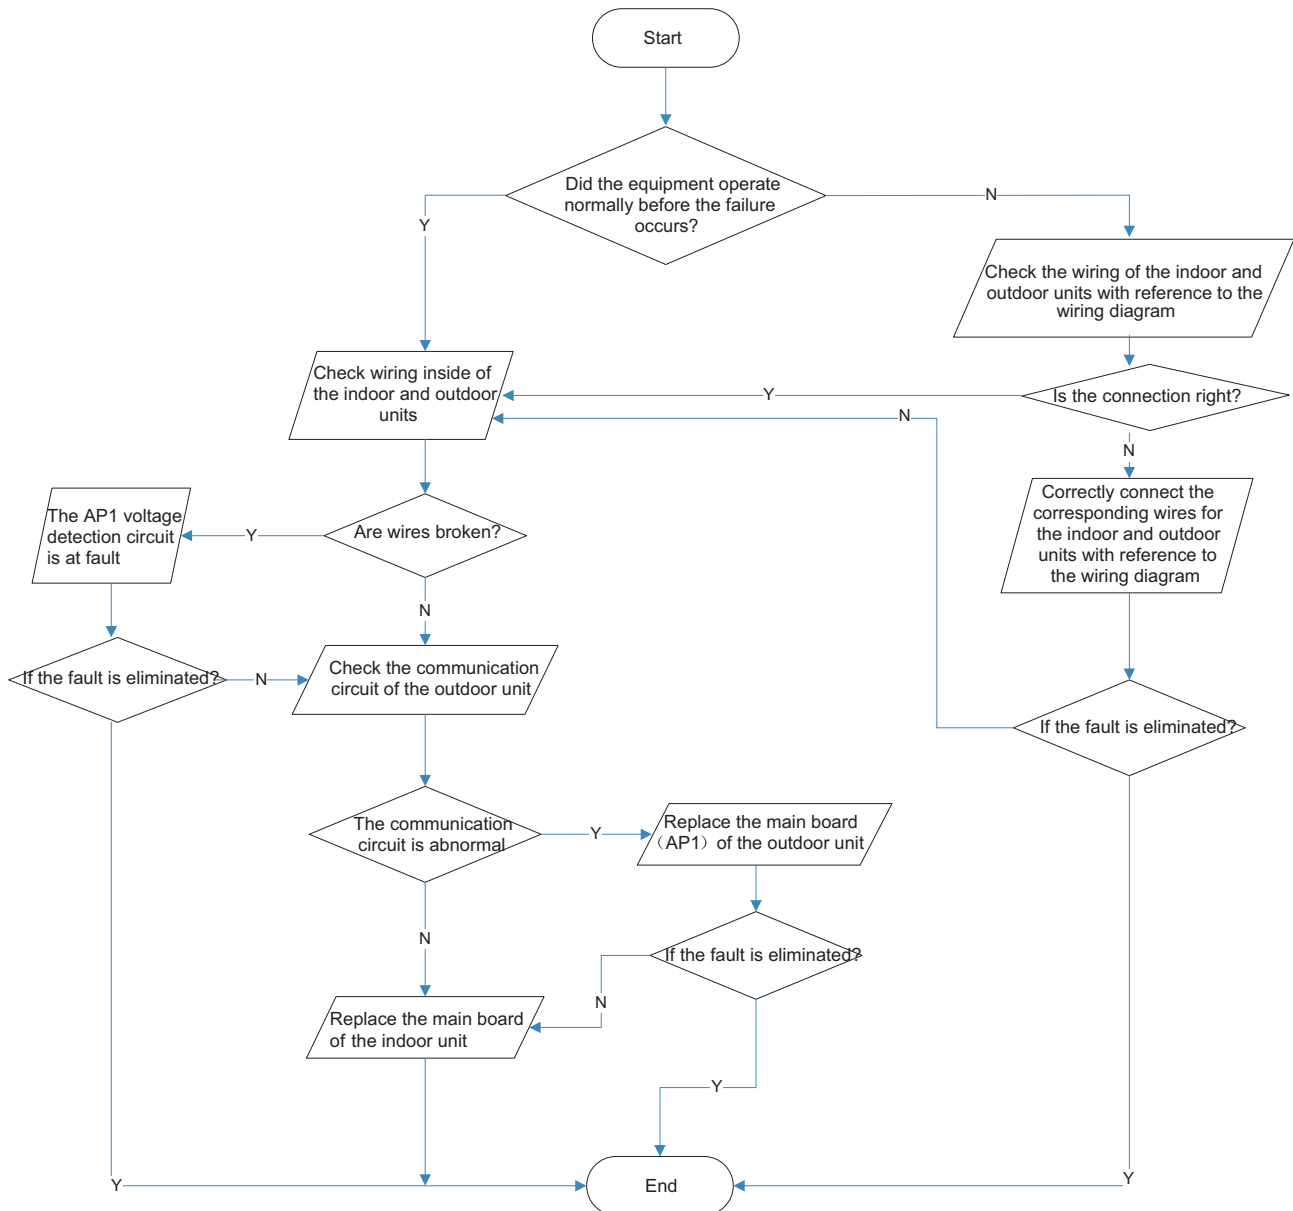 Start
Did the equipment operate
normally before the failure
occurs?
Y
N
Check the wiring of the indoor and
outdoor units with reference to the
wiring diagram
Check wiring inside of
the indoor and outdoor
units
Y
Is the connection right?
N
N
The AP1 voltage
detection circuit
is at fault
Y
Are wires broken?
Correctly connect the
corresponding wires for
the indoor and outdoor
units with reference to
the wiring diagram
N
If the fault is eliminated?
N
Check the communication
circuit of the outdoor unit
If the fault is eliminated?
The communication
circuit is abnormal
Y
Replace the main board
（AP1）of the outdoor unit
N
If the fault is eliminated?
N
Replace the main board
of the indoor unit
Y
Y
End
Y